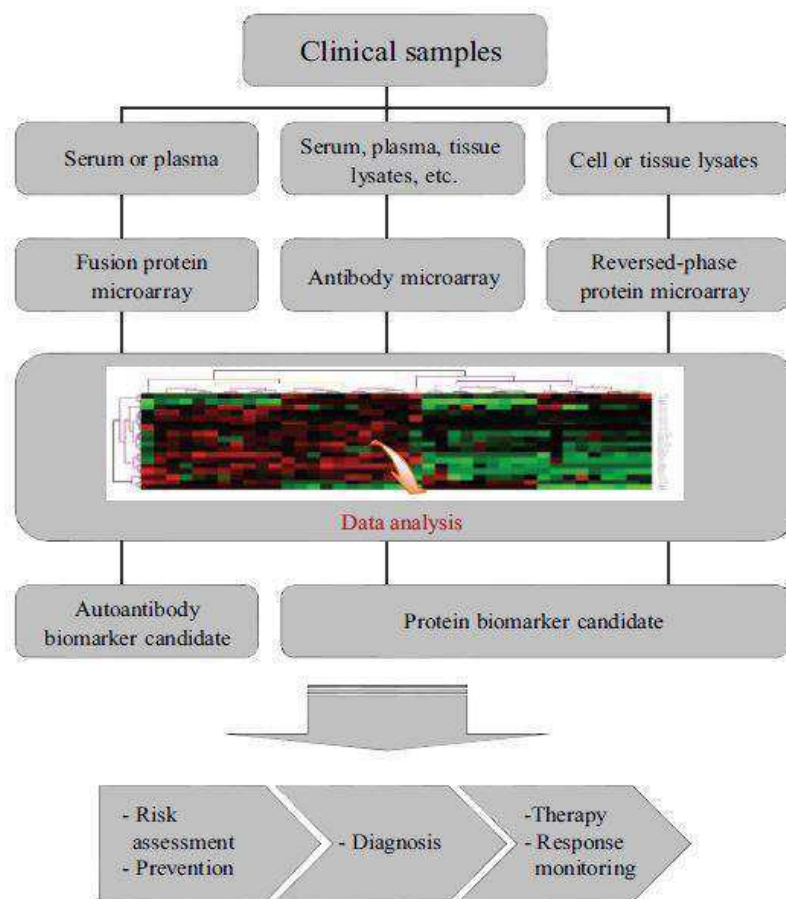 Clinical samples
Serum or plasma
Serum, plasma, tissue
lysates, etc.
Cell or tissue lysates
Fusion protein
microarray
Antibody microarray
Reversed-phase
protein microarray
Data analysis
Autoantibody
biomarker candidate
Protein biomarker candidate
- Risk
assessment
- Prevention
- Diagnosis
-Therapy
- Response
monitoring